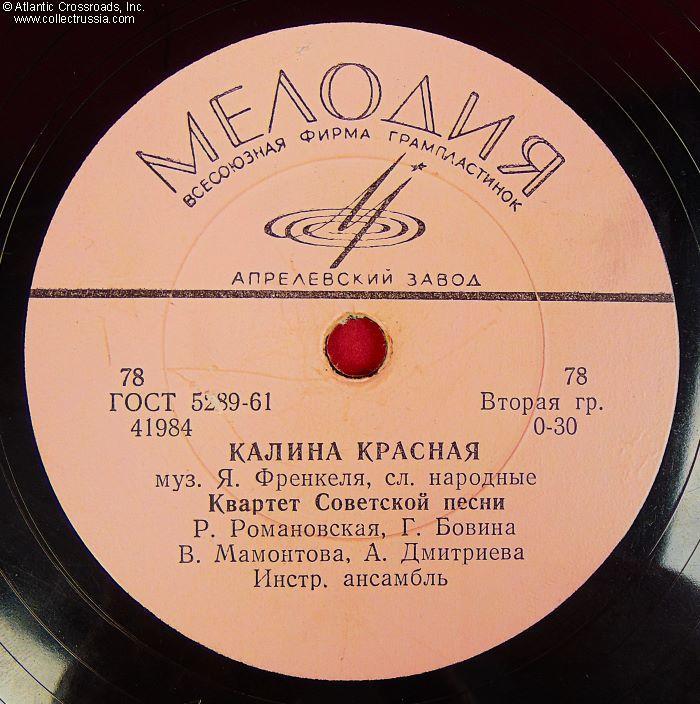 © Atlantic Crossroads, Inc.
www.collectrussia.com
МЕЛОДИЯ
ВСЕСОЮЗНАЯ ФИРМА ГРАМПЛАСТИНОК
АПРЕЛЕВСКИЙ ЗАВОД
78
ГОСТ 5289-61
41984
78
Вторая гр.
0-30
КАЛИНА КРАСНАЯ
муз. Я. Френкеля, сл. народные
Квартет Советской песни
Р. Романовская, Г. Бовина
В. Мамонтова, А. Дмитриева
Инстр. ансамбль